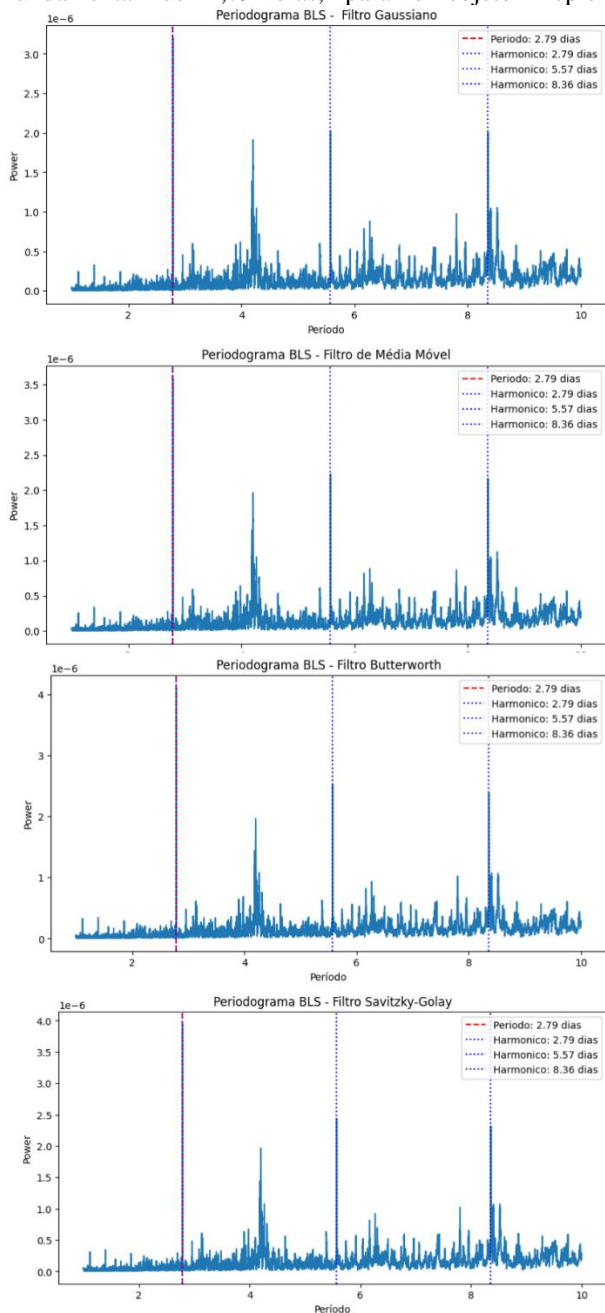 Periodograma BLS - Filtro Gaussiano
1e−6
Power
3.0
2.5
2.0
1.5
1.0
0.5
0.0
2 4 6 8 10
Período
Periodo: 2.79 dias
Harmonico: 2.79 dias
Harmonico: 5.57 dias
Harmonico: 8.36 dias
Periodograma BLS - Filtro de Média Móvel
1e−6
Power
3.5
3.0
2.5
2.0
1.5
1.0
0.5
0.0
Periodo: 2.79 dias
Harmonico: 2.79 dias
Harmonico: 5.57 dias
Harmonico: 8.36 dias
Periodograma BLS - Filtro Butterworth
1e−6
Power
4
3
2
1
0
2 4 6 8 10
Período
Periodo: 2.79 dias
Harmonico: 2.79 dias
Harmonico: 5.57 dias
Harmonico: 8.36 dias
Periodograma BLS - Filtro Savitzky-Golay
1e−6
Power
4.0
3.5
3.0
2.5
2.0
1.5
1.0
0.5
0.0
2 4 6 8 10
Período
Periodo: 2.79 dias
Harmonico: 2.79 dias
Harmonico: 5.57 dias
Harmonico: 8.36 dias